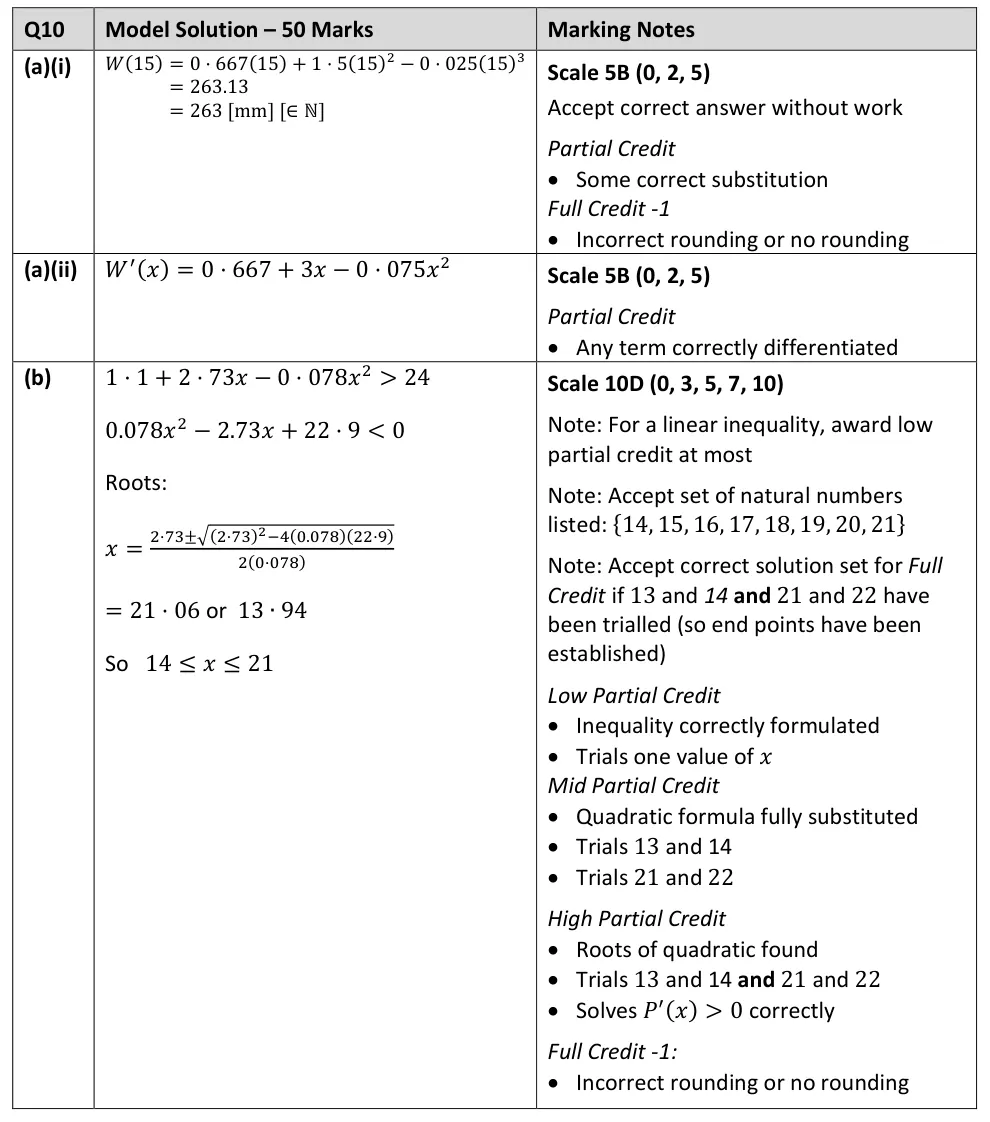 Q10 Model Solution – 50 Marks Marking Notes
(a)(i) W(15) = 0 · 667(15) + 1 · 5(15)² − 0 · 025(15)³
= 263.13
= 263 [mm] [∈ ℕ]
Scale 5B (0, 2, 5)
Accept correct answer without work
Partial Credit
• Some correct substitution
Full Credit -1
• Incorrect rounding or no rounding
(a)(ii) W′(x) = 0 · 667 + 3x − 0 · 075x²
Scale 5B (0, 2, 5)
Partial Credit
• Any term correctly differentiated
(b) 1 · 1 + 2 · 73x − 0 · 078x² > 24
0.078x² − 2.73x + 22 · 9 < 0
Roots:
x = (2·73±√((2·73)²−4(0.078)(22·9)))/(2(0·078))
= 21 · 06 or 13 · 94
So 14 ≤ x ≤ 21
Scale 10D (0, 3, 5, 7, 10)
Note: For a linear inequality, award low
partial credit at most
Note: Accept set of natural numbers
listed: {14, 15, 16, 17, 18, 19, 20, 21}
Note: Accept correct solution set for Full
Credit if 13 and 14 and 21 and 22 have
been trialled (so end points have been
established)
Low Partial Credit
• Inequality correctly formulated
• Trials one value of x
Mid Partial Credit
• Quadratic formula fully substituted
• Trials 13 and 14
• Trials 21 and 22
High Partial Credit
• Roots of quadratic found
• Trials 13 and 14 and 21 and 22
• Solves P′(x) > 0 correctly
Full Credit -1:
• Incorrect rounding or no rounding